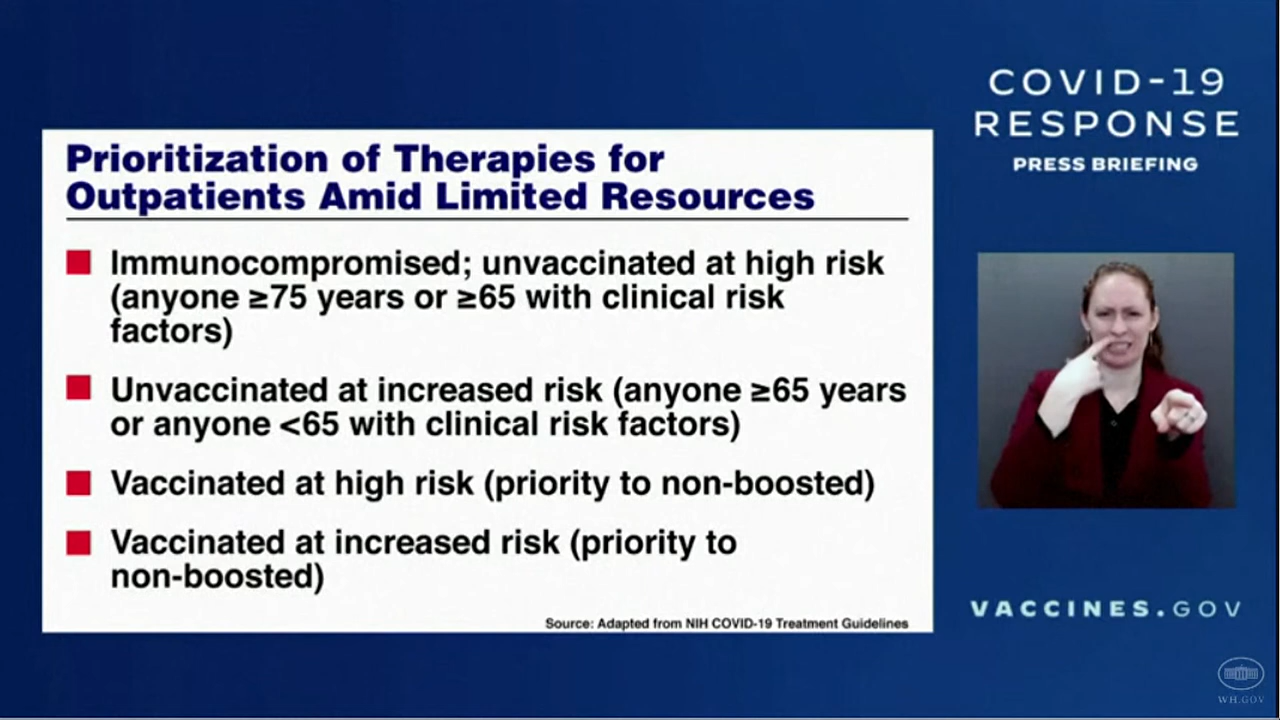 Prioritization of Therapies for
Outpatients Amid Limited Resources
Immunocompromised; unvaccinated at high risk
(anyone ≥75 years or ≥65 with clinical risk
factors)
Unvaccinated at increased risk (anyone ≥65 years
or anyone <65 with clinical risk factors)
Vaccinated at high risk (priority to non-boosted)
Vaccinated at increased risk (priority to
non-boosted)
Source: Adapted from NIH COVID-19 Treatment Guidelines
COVID-19
RESPONSE
PRESS BRIEFING
VACCINES.GOV
WH.GOV